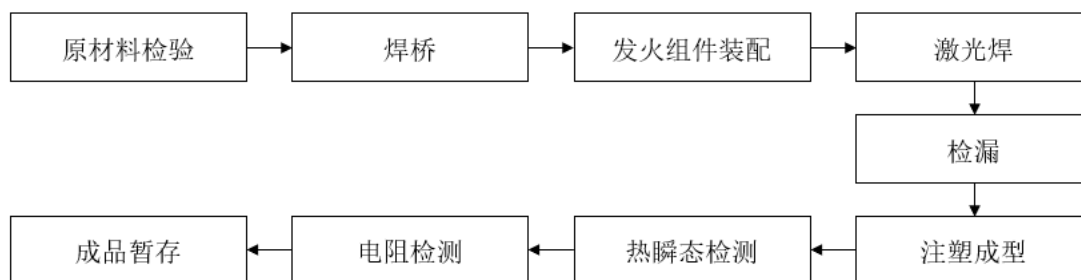 原材料检验
焊桥
发火组件装配
激光焊
检漏
注塑成型
热瞬态检测
电阻检测
成品暂存